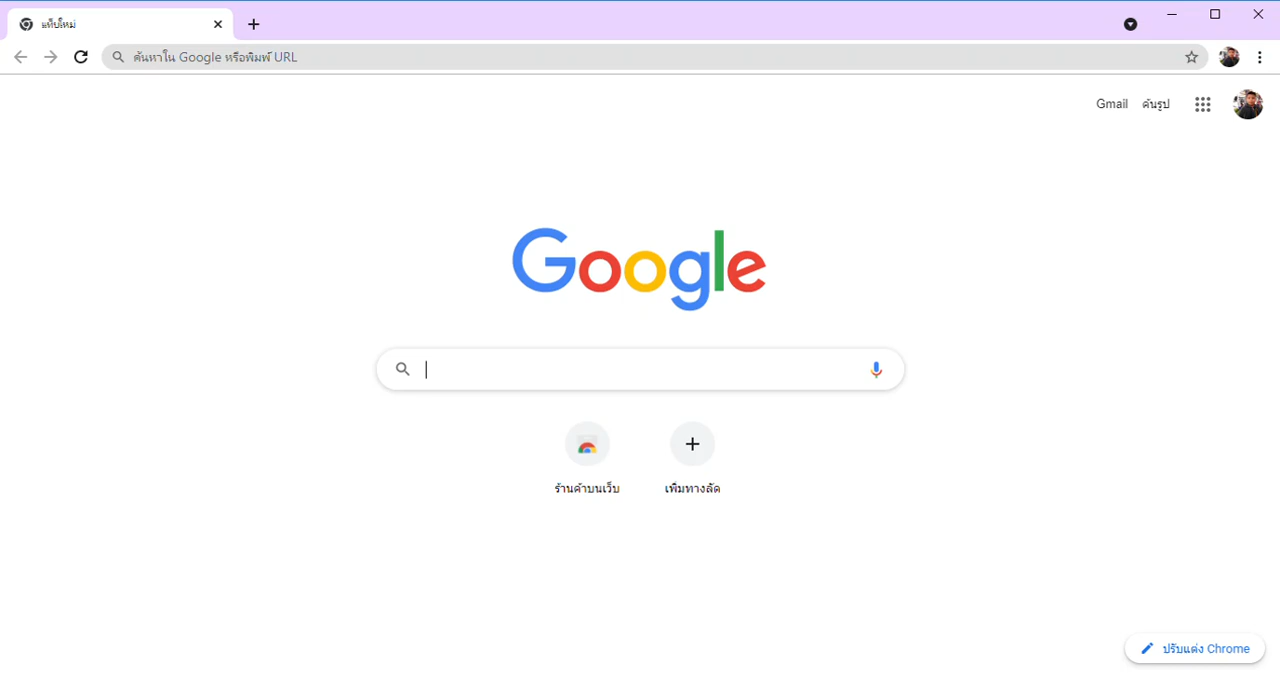 แท็บใหม่
ค้นหาใน Google หรือพิมพ์ URL
Gmail ค้นรูป
Google
ร้านค้าบนเว็บ เพิ่มทางลัด
ปรับแต่ง Chrome